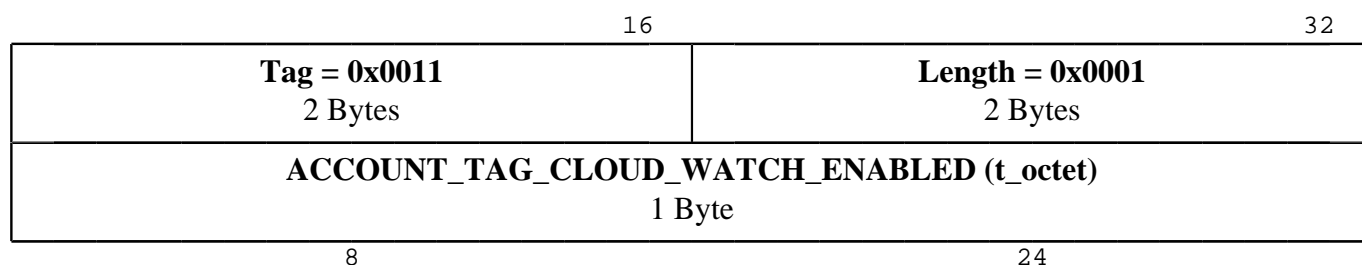 16 32
Tag = 0x0011 Length = 0x0001
2 Bytes 2 Bytes
ACCOUNT_TAG_CLOUD_WATCH_ENABLED (t_octet)
1 Byte
8 24